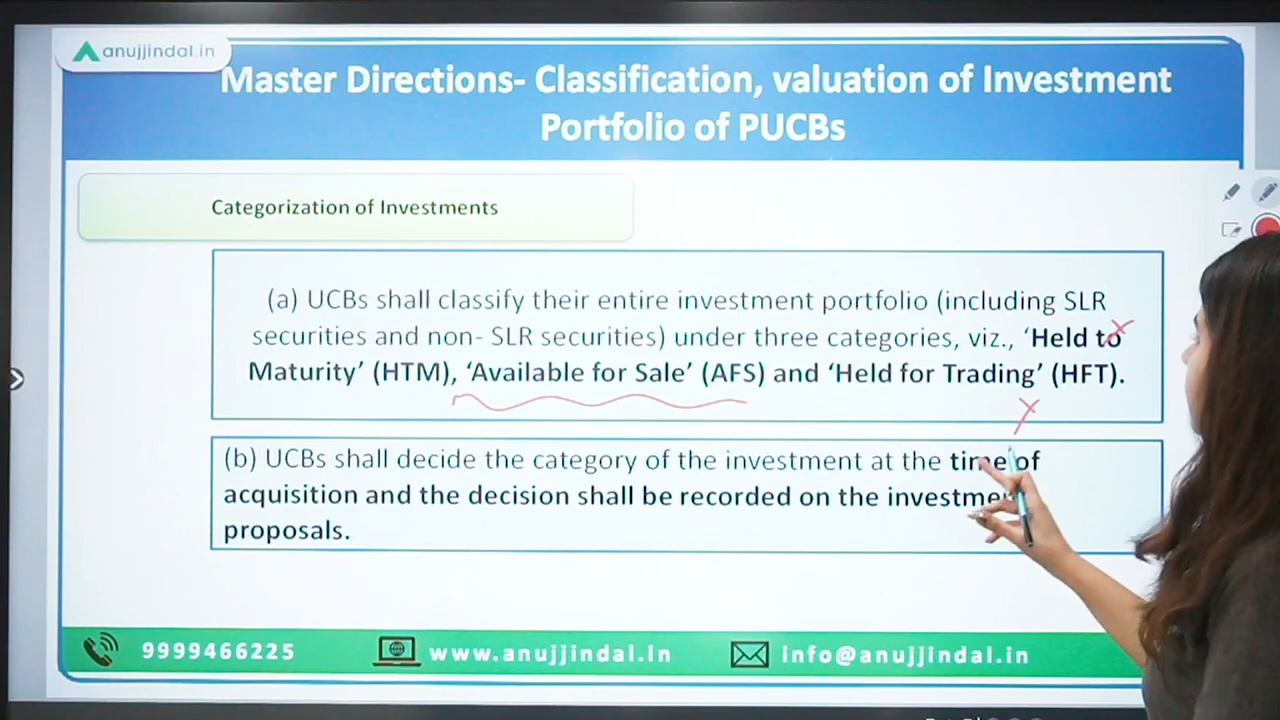 anujjindal.in
Master Directions- Classification, valuation of Investment
Portfolio of PUCBs
Categorization of Investments
(a) UCBs shall classify their entire investment portfolio (including SLR
securities and non- SLR securities) under three categories, viz., ‘Held to
Maturity’ (HTM), ‘Available for Sale’ (AFS) and ‘Held for Trading’ (HFT).
(b) UCBs shall decide the category of the investment at the time of
acquisition and the decision shall be recorded on the
proposals.
9999466225
www.anujjindal.in
info@anujjindal.in